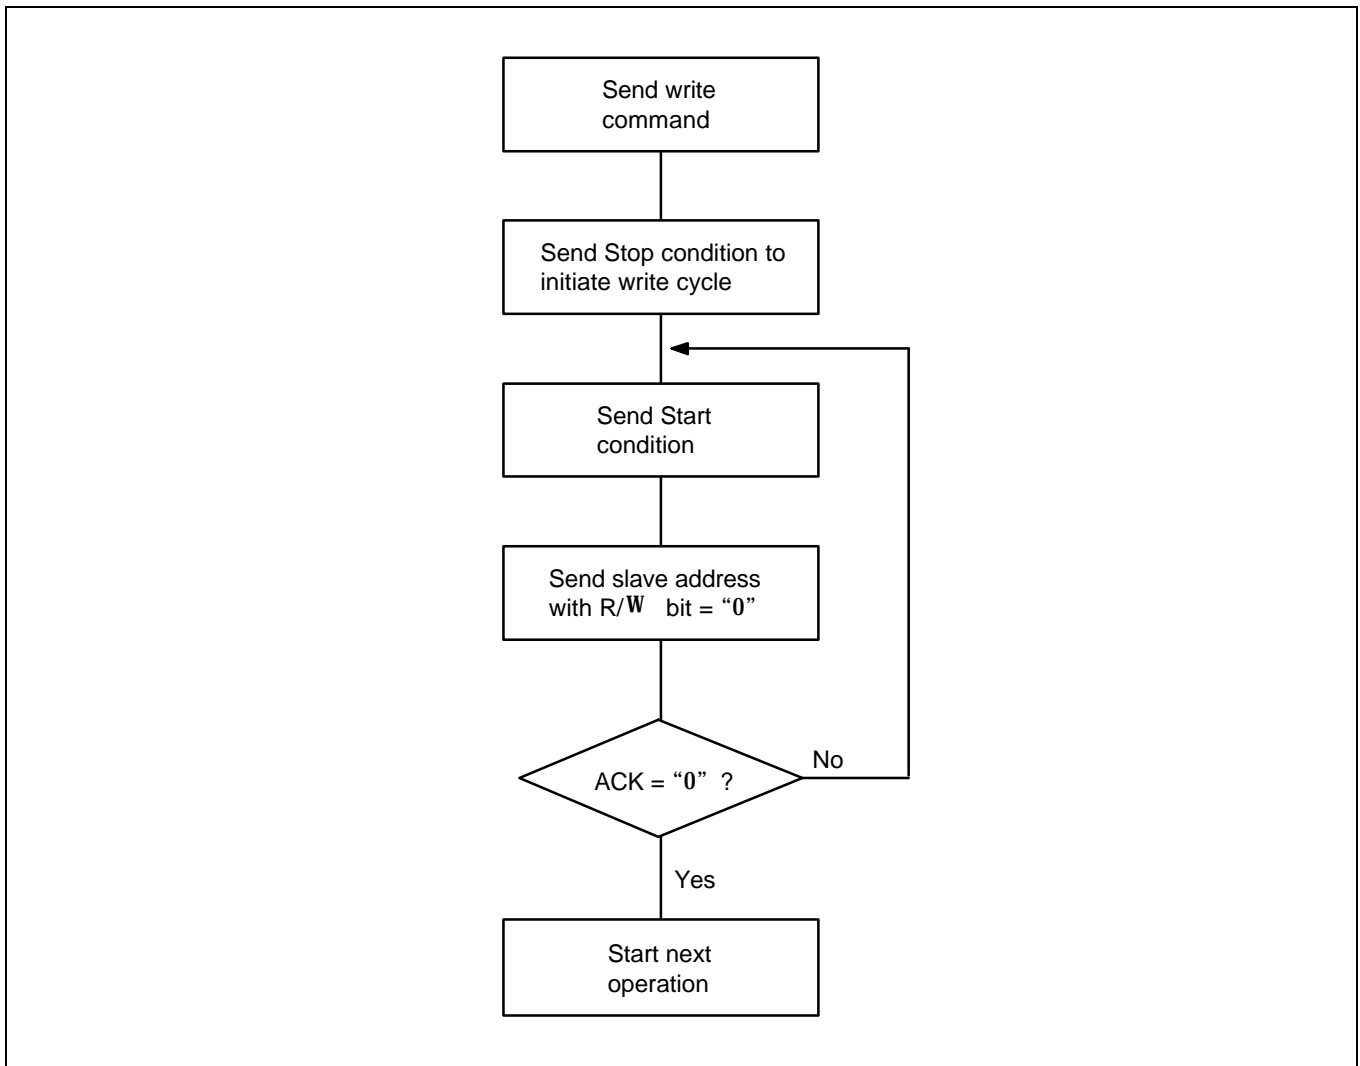 Send write
command
Send Stop condition to
initiate write cycle
Send Start
condition
Send slave address
with R/W bit = “0”
ACK = “0” ?
No
Yes
Start next
operation